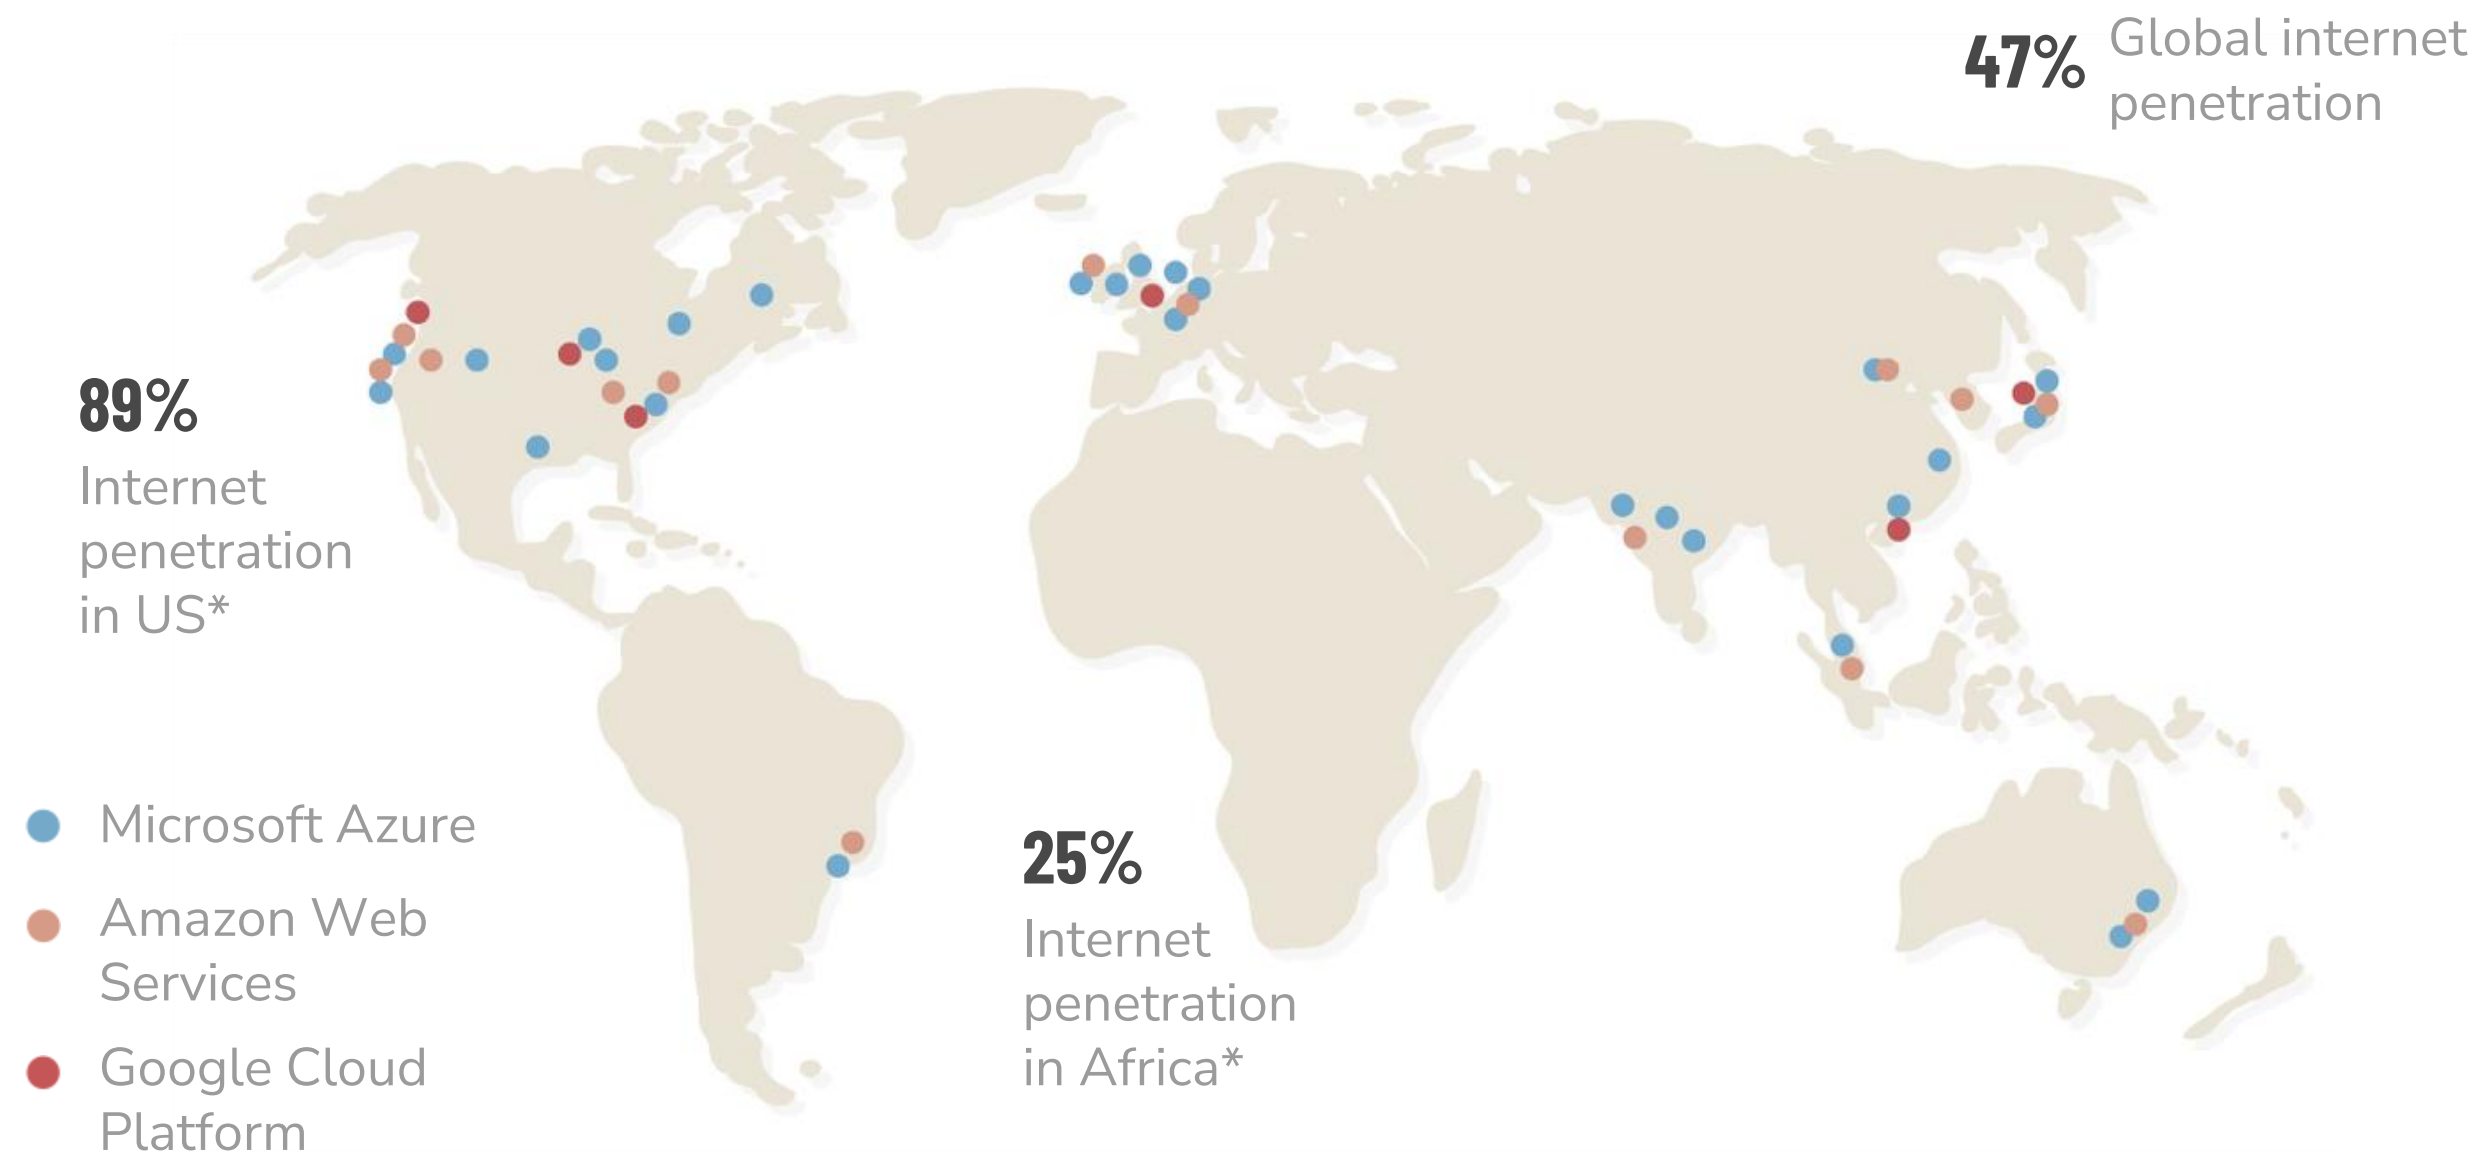 47% Global internet
penetration
89%
Internet
penetration
in US*
Microsoft Azure
Amazon Web
Services
Google Cloud
Platform
25%
Internet
penetration
in Africa*